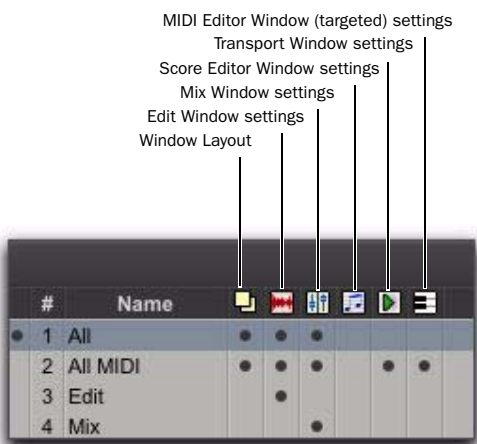 MIDI Editor Window (targeted) settings
Transport Window settings
Score Editor Window settings
Mix Window settings
Edit Window settings
Window Layout
# Name
1 All
2 All MIDI
3 Edit
4 Mix